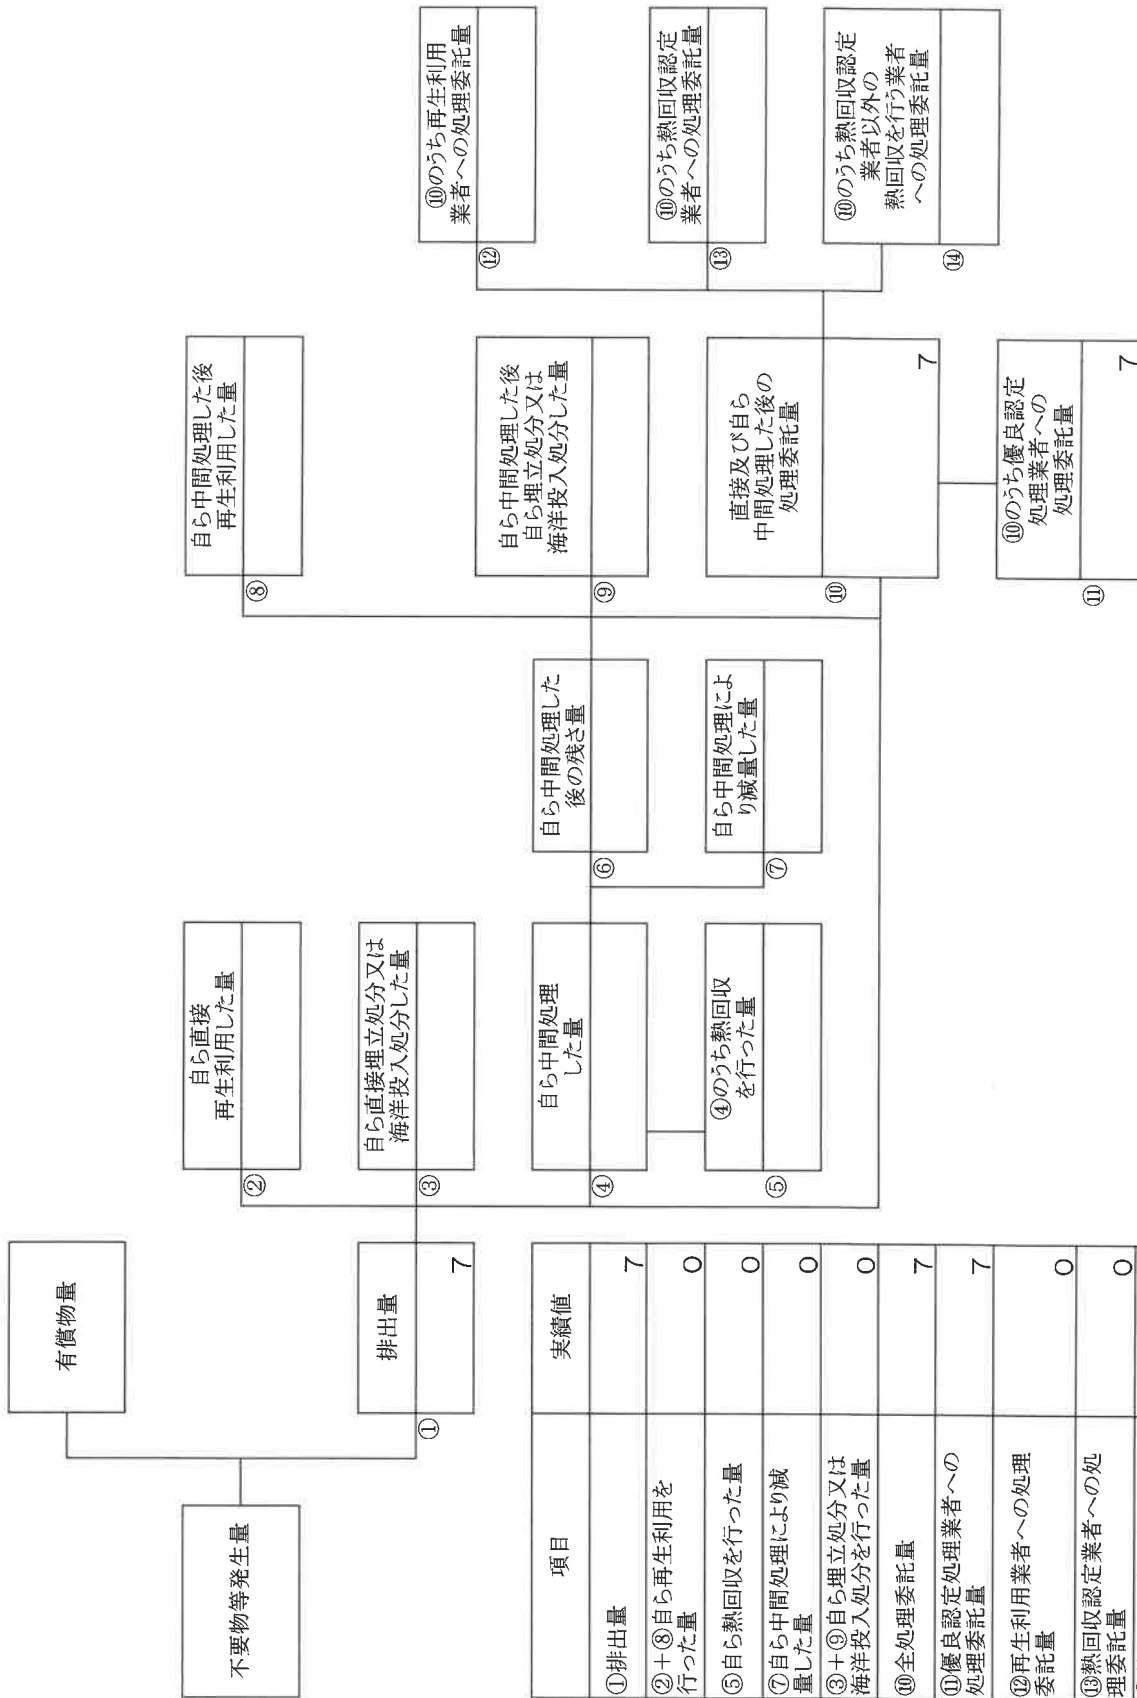 不要物等発生量
有償物量
①
排出量
7
②
自ら直接
再生利用した量
③
自ら直接埋立処分又は
海洋投入処分した量
④
自ら中間処理
した量
⑤
④のうち熱回収
を行った量
⑥
自ら中間処理した
後の残さ量
⑦
自ら中間処理によ
り減量した量
⑧
自ら中間処理した後
再生利用した量
⑨
自ら中間処理した後
自ら埋立処分又は
海洋投入処分した量
⑩
直接及び自ら
中間処理した後の
処理委託量
7
⑪
⑩のうち優良認定
処理業者への
処理委託量
7
⑫
⑩のうち再生利用
業者への処理委託量
⑬
⑩のうち熱回収認定
業者への処理委託量
⑭
⑩のうち熱回収認定
業者以外の
熱回収を行う業者
への処理委託量
項目
実績値
①排出量
7
②+⑧自ら再生利用を
行った量
0
⑤自ら熱回収を行った量
0
⑦自ら中間処理により減
量した量
0
③+⑨自ら埋立処分又は
海洋投入処分を行った量
0
⑩全処理委託量
7
⑪優良認定処理業者への
処理委託量
7
⑫再生利用業者への処理
委託量
0
⑬熱回収認定業者への処
理委託量
0